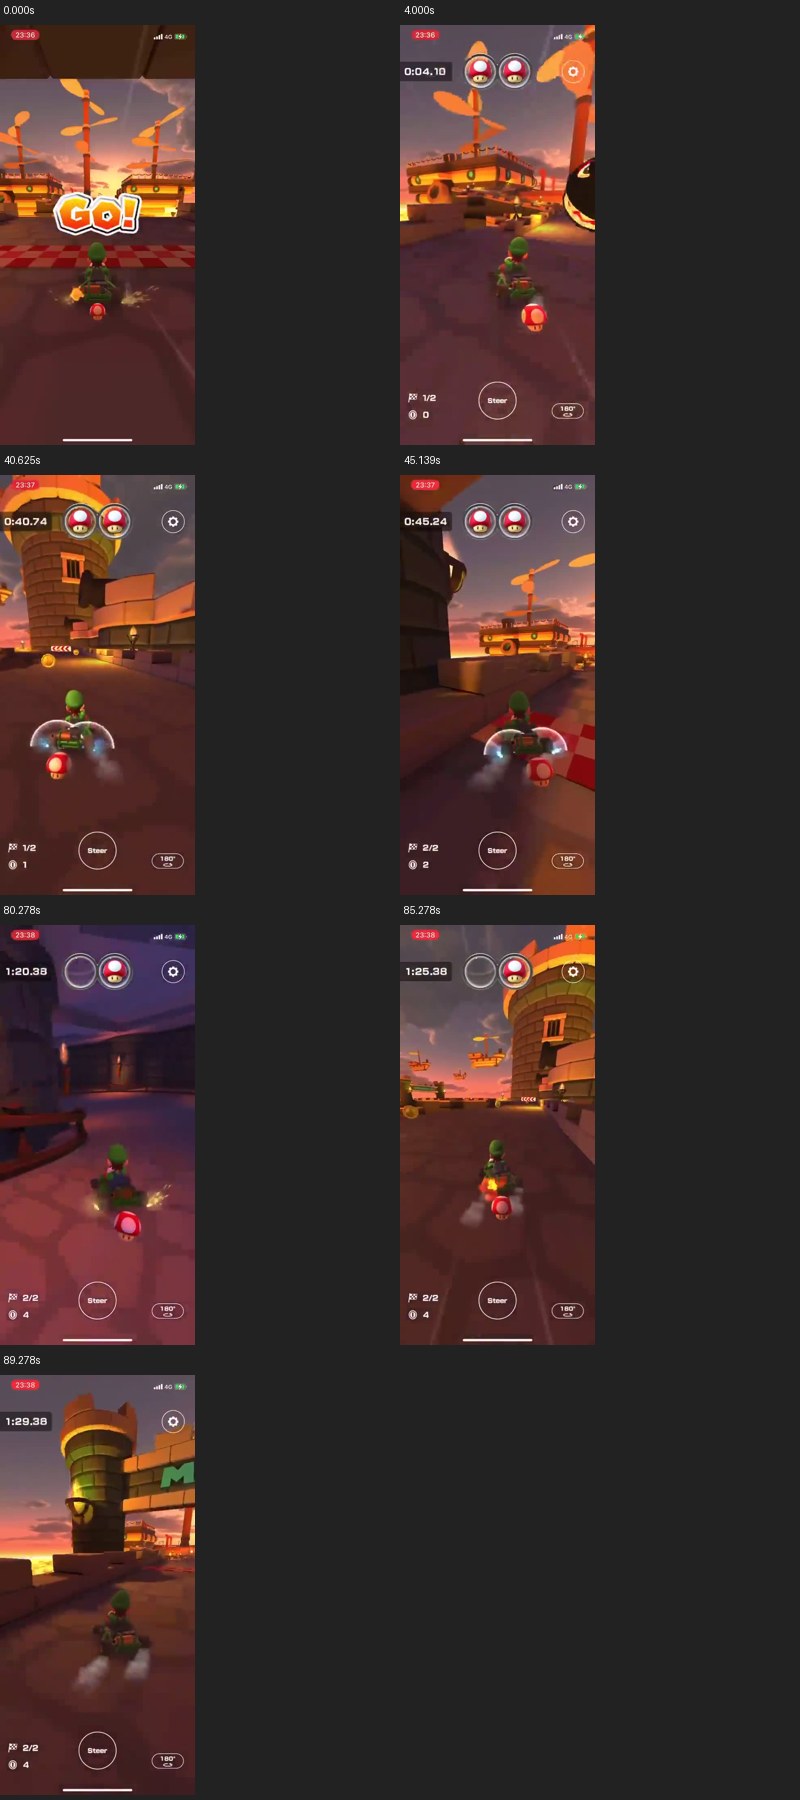 0.000s
23:36
4G
GO!
4.000s
23:36
4G
0:04.10
1/2
0
Steer
180°
40.625s
23:37
4G
0:40.74
1/2
1
Steer
180°
45.139s
23:37
4G
0:45.24
2/2
2
Steer
180°
80.278s
23:38
4G
1:20.38
2/2
4
Steer
180°
85.278s
23:38
4G
1:25.38
2/2
4
Steer
180°
89.278s
23:38
4G
1:29.38
M
2/2
4
Steer
180°